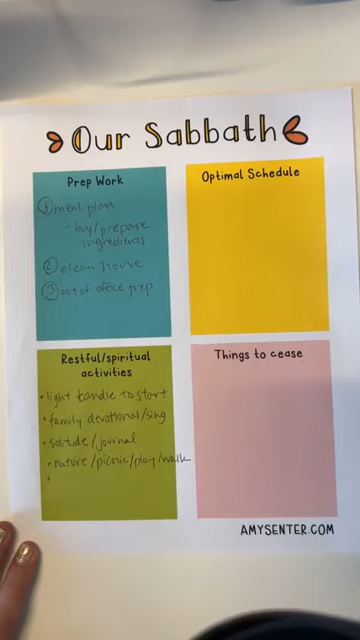 Our Sabbath
Prep Work
① meal plan
- buy/prepare
ingredients
② clean house
③ out of office prep
Optimal Schedule
Restful/spiritual
activities
• light candle to start
• family devotional/sing
• solitude/journal
• nature/picnic/play/walk
•
Things to cease
AMYSENTER.COM